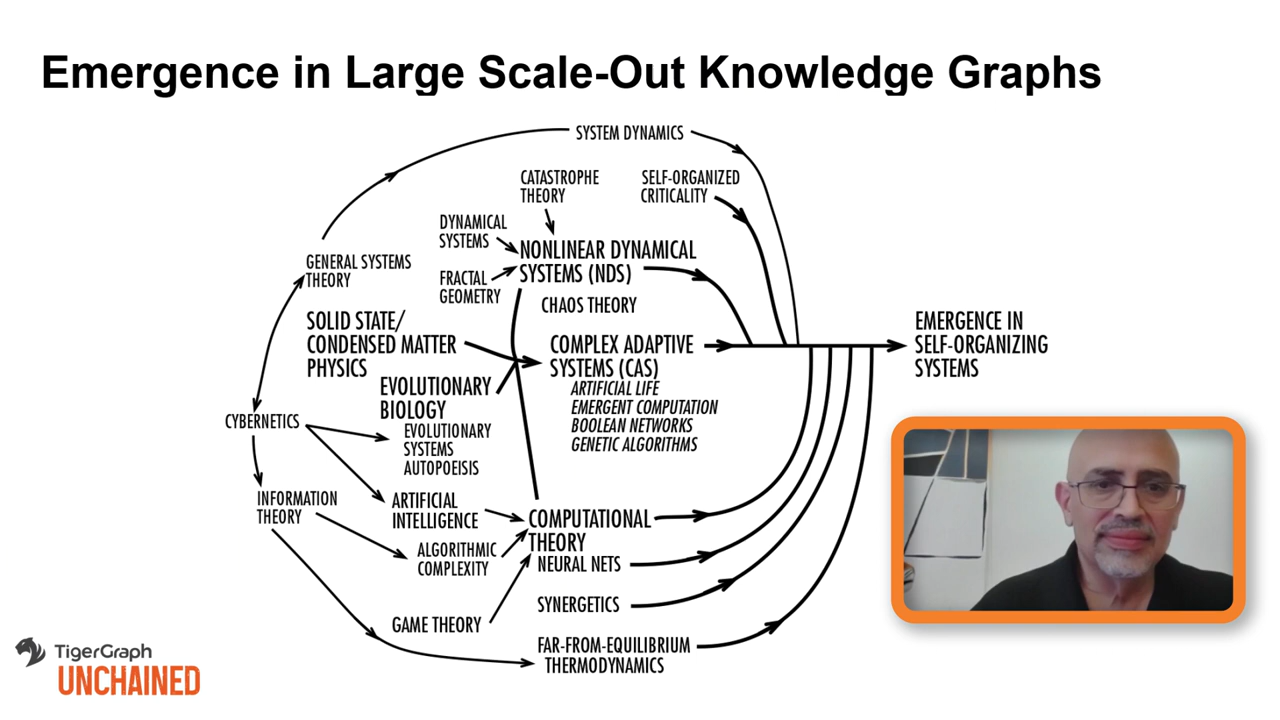 Emergence in Large Scale-Out Knowledge Graphs
SYSTEM DYNAMICS
CATASTROPHE
THEORY
SELF-ORGANIZED
CRITICALITY
DYNAMICAL
SYSTEMS
NONLINEAR DYNAMICAL
SYSTEMS (NDS)
GENERAL SYSTEMS
THEORY
FRACTAL
GEOMETRY
CHAOS THEORY
SOLID STATE/
CONDENSED MATTER
PHYSICS
COMPLEX ADAPTIVE
SYSTEMS (CAS)
ARTIFICIAL LIFE
EMERGENT COMPUTATION
BOOLEAN NETWORKS
GENETIC ALGORITHMS
EMERGENCE IN
SELF-ORGANIZING
SYSTEMS
EVOLUTIONARY
BIOLOGY
EVOLUTIONARY
SYSTEMS
AUTOPOEISIS
CYBERNETICS
INFORMATION
THEORY
ARTIFICIAL
INTELLIGENCE
COMPUTATIONAL
THEORY
ALGORITHMIC
COMPLEXITY
NEURAL NETS
SYNERGETICS
GAME THEORY
FAR-FROM-EQUILIBRIUM
THERMODYNAMICS
TigerGraph
UNCHAINED